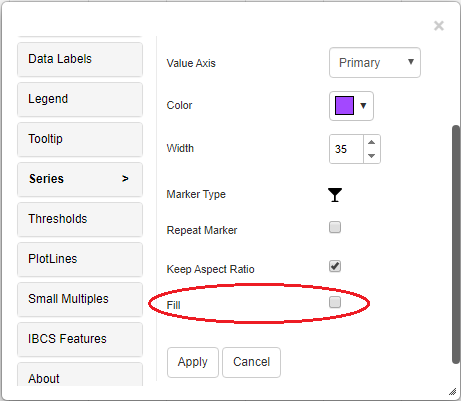 ×
Data Labels
Legend
Tooltip
Series >
Thresholds
PlotLines
Small Multiples
IBCS Features
About
Value Axis Primary
Color
Width 35
Marker Type
Repeat Marker
Keep Aspect Ratio
Fill
Apply Cancel